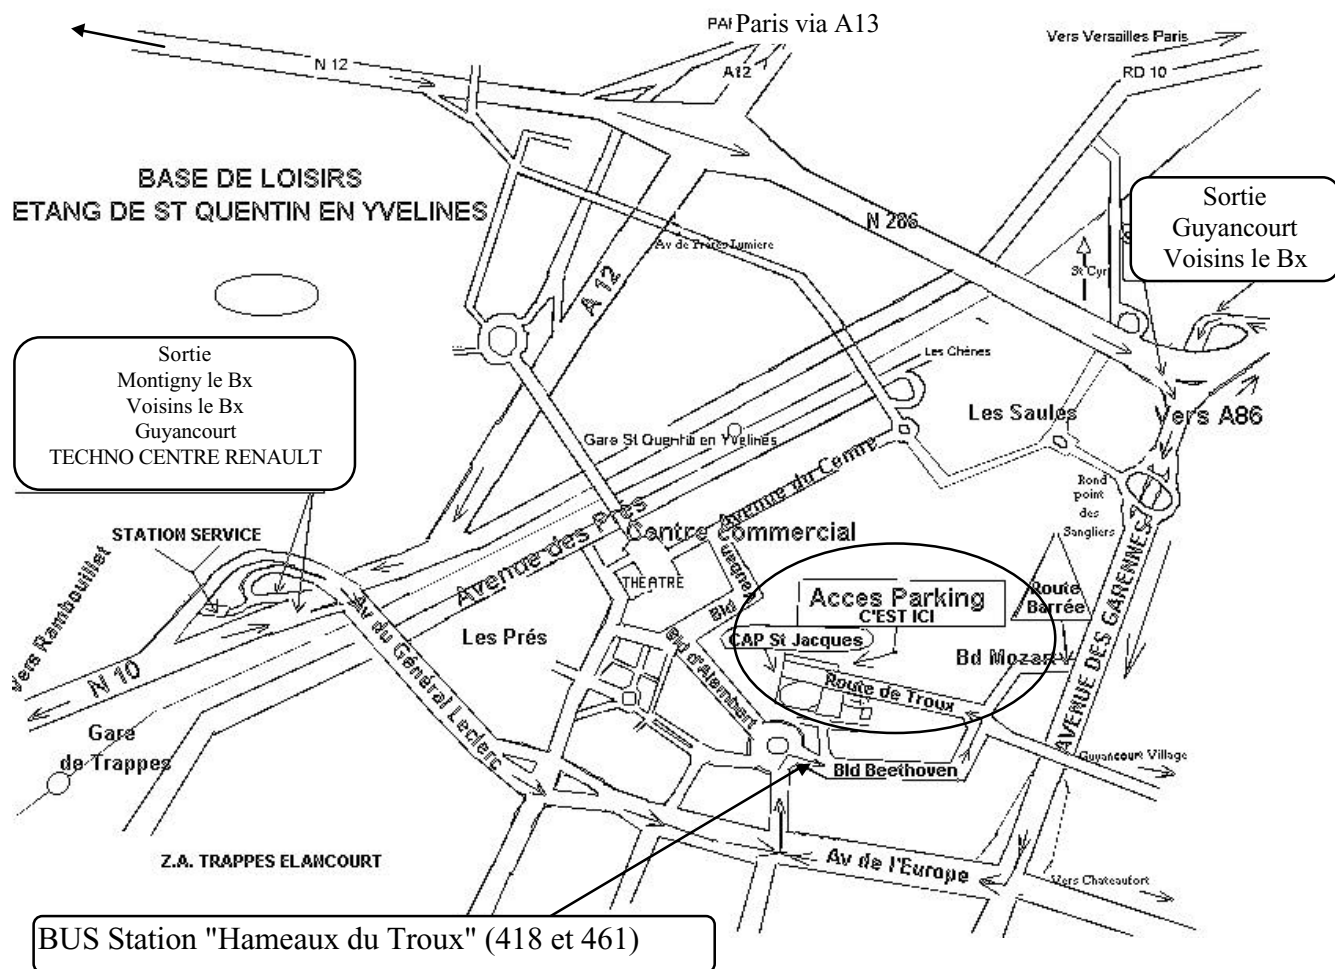 Paris via A13
Vers Versailles Paris
N 12
A12
RD 10
BASE DE LOISIRS
ETANG DE ST QUENTIN EN YVELINES
Sortie
Guyancourt
Voisins le Bx
N 286
Av de Frères Lumiere
St Cyr
A 12
Sortie
Montigny le Bx
Voisins le Bx
Guyancourt
TECHNO CENTRE RENAULT
Les Chênes
Les Saules
Vers A86
Gare St Quentin en Yvelines
Avenue du Centre
Rond
point
des
Sangliers
STATION SERVICE
Avenue des Prés
Centre commercial
THEATRE
Bld Vauban
Acces Parking
C'EST ICI
Route
Barrée
Vers Rambouillet
Av du Général Leclerc
Les Prés
CAP St Jacques
Bd Mozart
AVENUE DES GARENNES
N 10
Bld d'Alembert
Route de Troux
Gare
de Trappes
Guyancourt Village
Bld Beethoven
Z.A. TRAPPES ELANCOURT
Av de l'Europe
Vers Chateaufort
BUS Station "Hameaux du Troux" (418 et 461)